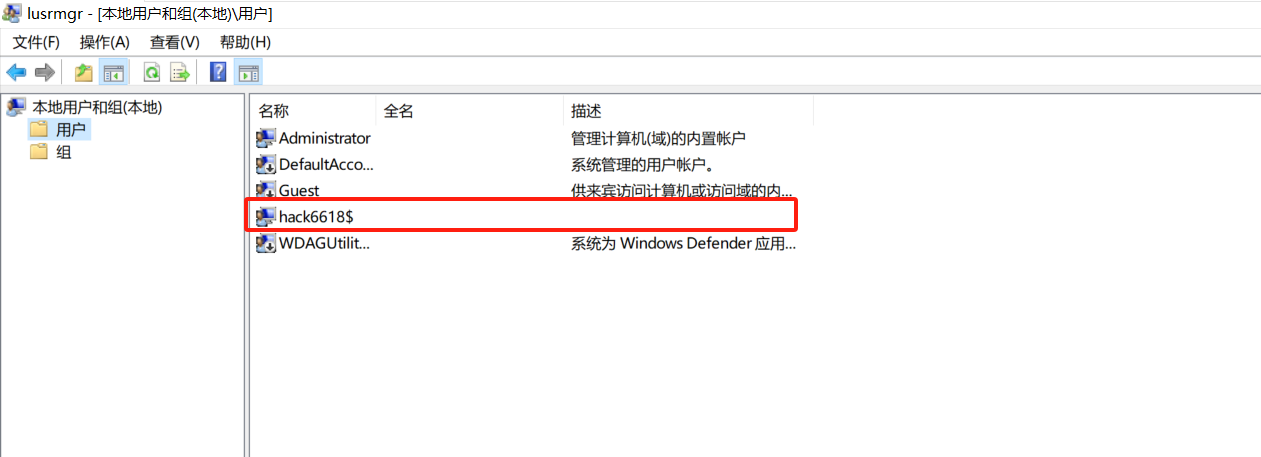 lusrmgr - [本地用户和组(本地)\用户]
文件(F) 操作(A) 查看(V) 帮助(H)
本地用户和组(本地)
用户
组
名称 全名 描述
Administrator 管理计算机(域)的内置帐户
DefaultAcco... 系统管理的用户帐户。
Guest 供来宾访问计算机或访问域的内...
hack6618$
WDAGUtilit... 系统为 Windows Defender 应用...